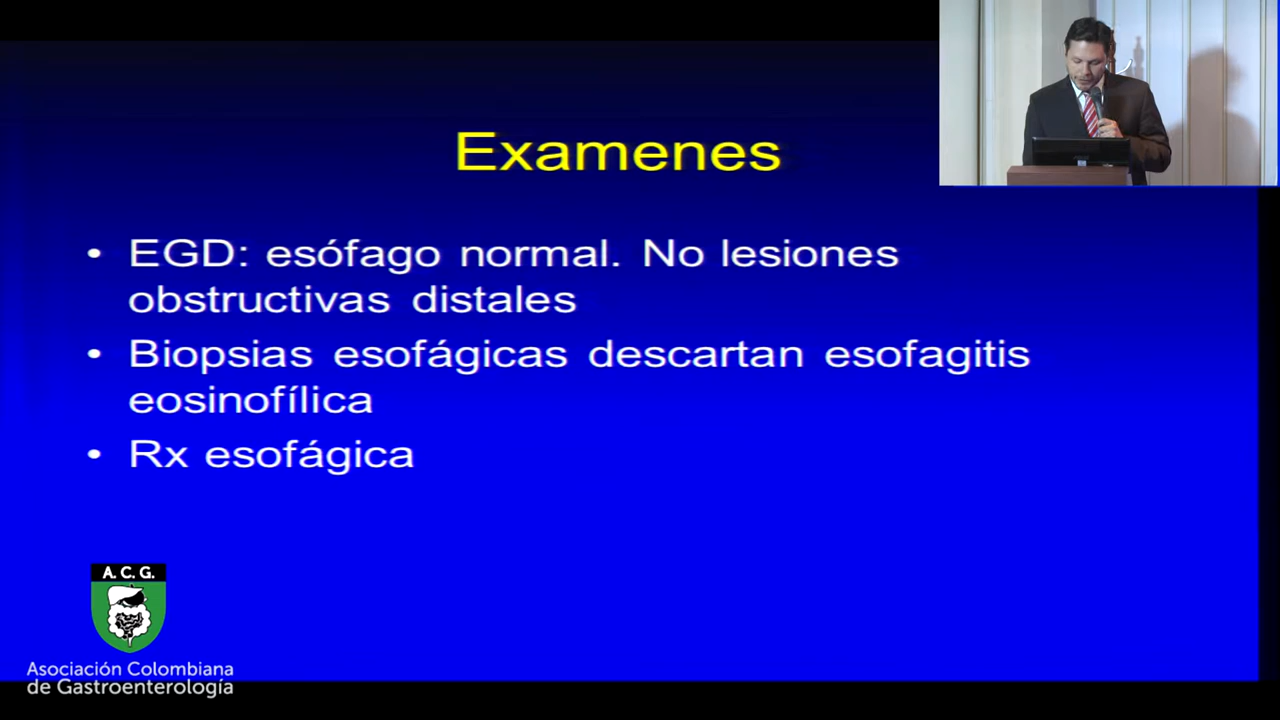 Examenes
• EGD: esófago normal. No lesiones
obstructivas distales
• Biopsias esofágicas descartan esofagitis
eosinofílica
• Rx esofágica
A. C. G.
Asociación Colombiana
de Gastroenterología